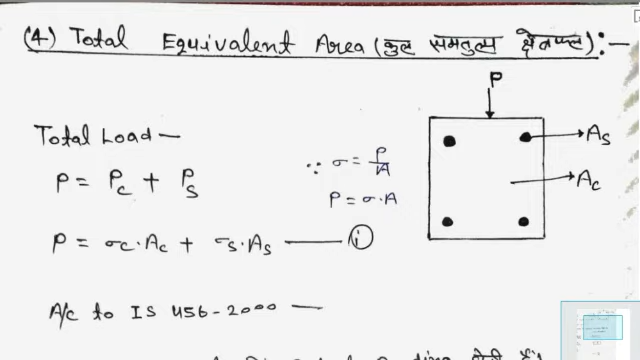 (4) Total Equivalent Area (कुल समतुल्य क्षेत्रफल) :-
P
Total Load —
∵ σ = P/A
As
P = Pc + Ps
P = σ·A
Ac
P = σc·Ac + σs·As —— (i)
A/c to IS 456-2000 —